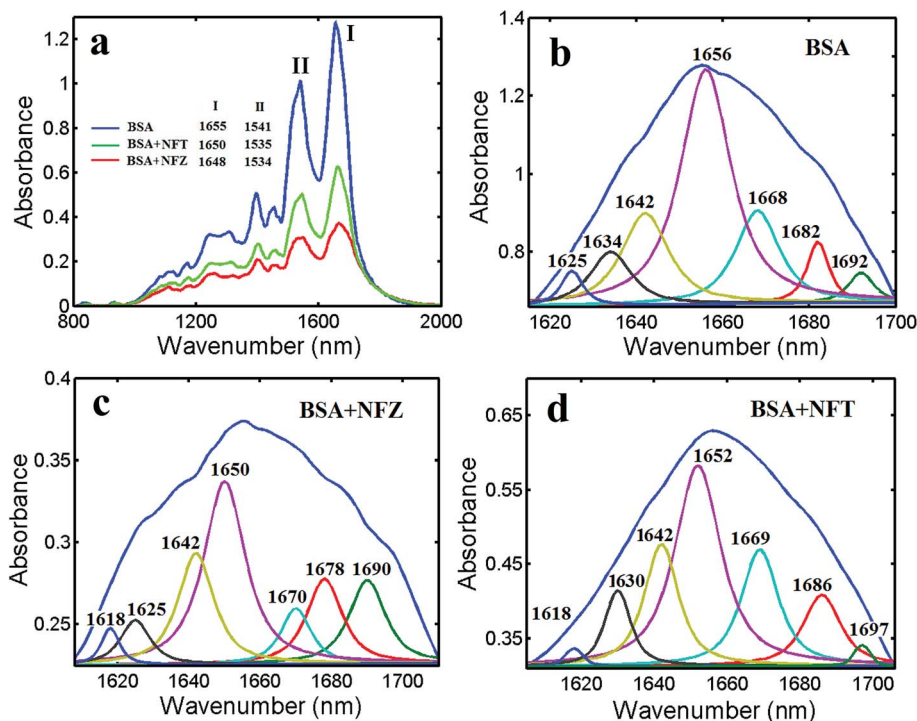 a
I
II
I II
BSA 1655 1541
BSA+NFT 1650 1535
BSA+NFZ 1648 1534
1.2
1
0.8
0.6
0.4
0.2
0
Absorbance
800 1200 1600 2000
Wavenumber (nm)
b
BSA
1.4
1.2
1
0.8
Absorbance
1656
1642
1668
1634
1625
1682
1692
1620 1640 1660 1680 1700
Wavenumber (nm)
c
BSA+NFZ
0.4
0.35
0.3
0.25
Absorbance
1650
1642
1678
1690
1670
1618
1625
1620 1640 1660 1680 1700
Wavenumber (nm)
d
BSA+NFT
0.65
0.55
0.45
0.35
Absorbance
1652
1642
1669
1630
1686
1618
1697
1620 1640 1660 1680 1700
Wavenumber (nm)